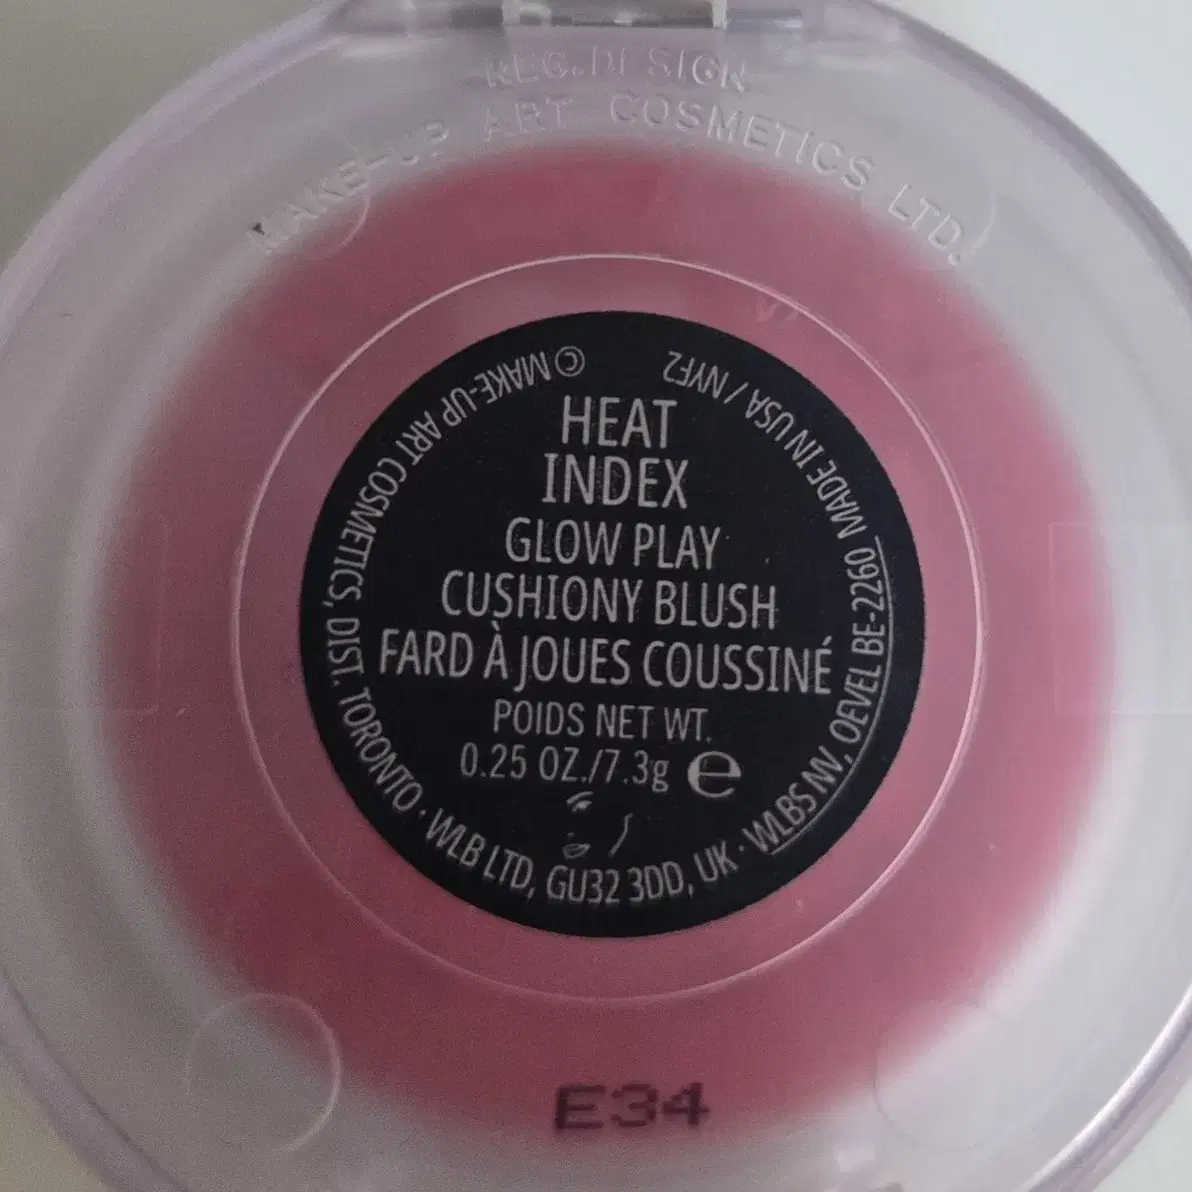 REG. DESIGN
MAKE-UP ART COSMETICS LTD.
HEAT
INDEX
GLOW PLAY
CUSHIONY BLUSH
FARD À JOUES COUSSINÉ
POIDS NET WT.
0.25 OZ./7.3g ℮
© MAKE-UP ART COSMETICS, DIST. TORONTO · WLB LTD, GU32 3DD, UK · WLBS NV, OEVEL BE-2260 MADE IN USA / NYF2
E34